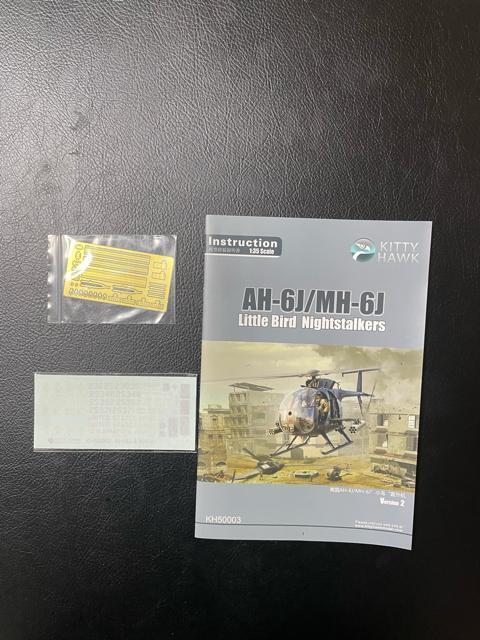 Instruction
1:35 Scale
KITTY
HAWK
AH-6J/MH-6J
Little Bird Nightstalkers
Version 2
KH50003